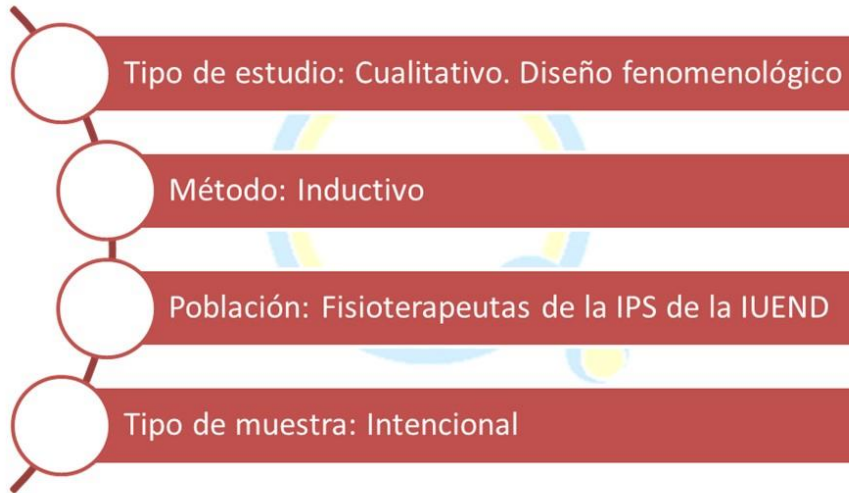 Tipo de estudio: Cualitativo. Diseño fenomenológico
Método: Inductivo
Población: Fisioterapeutas de la IPS de la IUEND
Tipo de muestra: Intencional